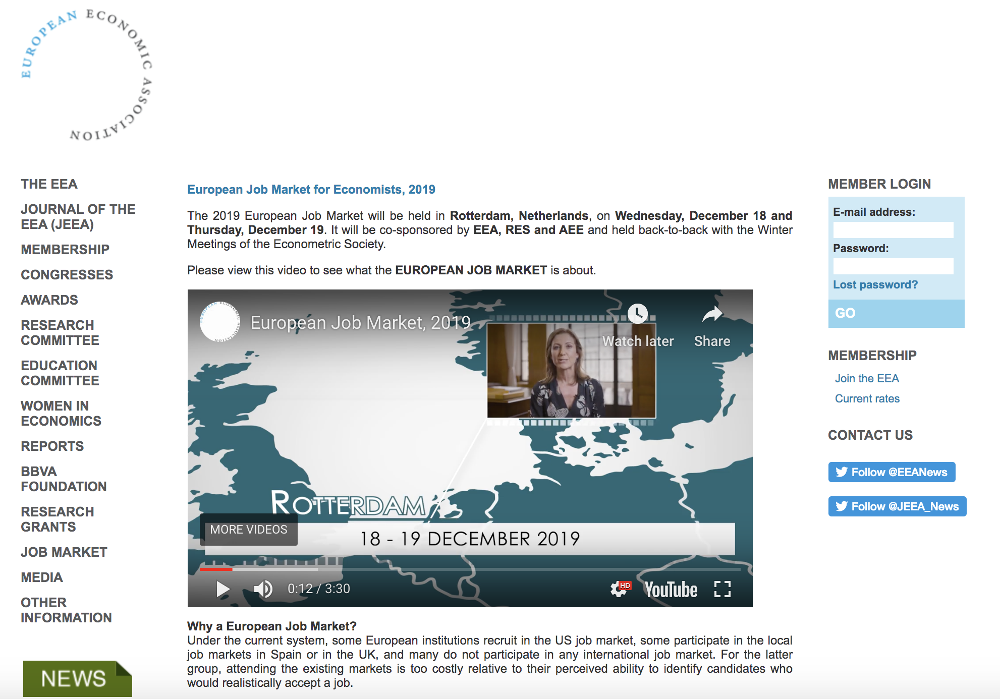 EUROPEAN ECONOMIC ASSOCIATION
THE EEA
JOURNAL OF THE
EEA (JEEA)
MEMBERSHIP
CONGRESSES
AWARDS
RESEARCH
COMMITTEE
EDUCATION
COMMITTEE
WOMEN IN
ECONOMICS
REPORTS
BBVA
FOUNDATION
RESEARCH
GRANTS
JOB MARKET
MEDIA
OTHER
INFORMATION
NEWS
European Job Market for Economists, 2019
The 2019 European Job Market will be held in Rotterdam, Netherlands, on Wednesday, December 18 and
Thursday, December 19. It will be co-sponsored by EEA, RES and AEE and held back-to-back with the Winter
Meetings of the Econometric Society.
Please view this video to see what the EUROPEAN JOB MARKET is about.
EUROPEAN ECONOMIC ASSOCIATION
European Job Market, 2019
Watch later
Share
ROTTERDAM
MORE VIDEOS
18 - 19 DECEMBER 2019
0:12 / 3:30
HD
YouTube
Why a European Job Market?
Under the current system, some European institutions recruit in the US job market, some participate in the local
job markets in Spain or in the UK, and many do not participate in any international job market. For the latter
group, attending the existing markets is too costly relative to their perceived ability to identify candidates who
would realistically accept a job.
MEMBER LOGIN
E-mail address:
Password:
Lost password?
GO
MEMBERSHIP
Join the EEA
Current rates
CONTACT US
Follow @EEANews
Follow @JEEA_News